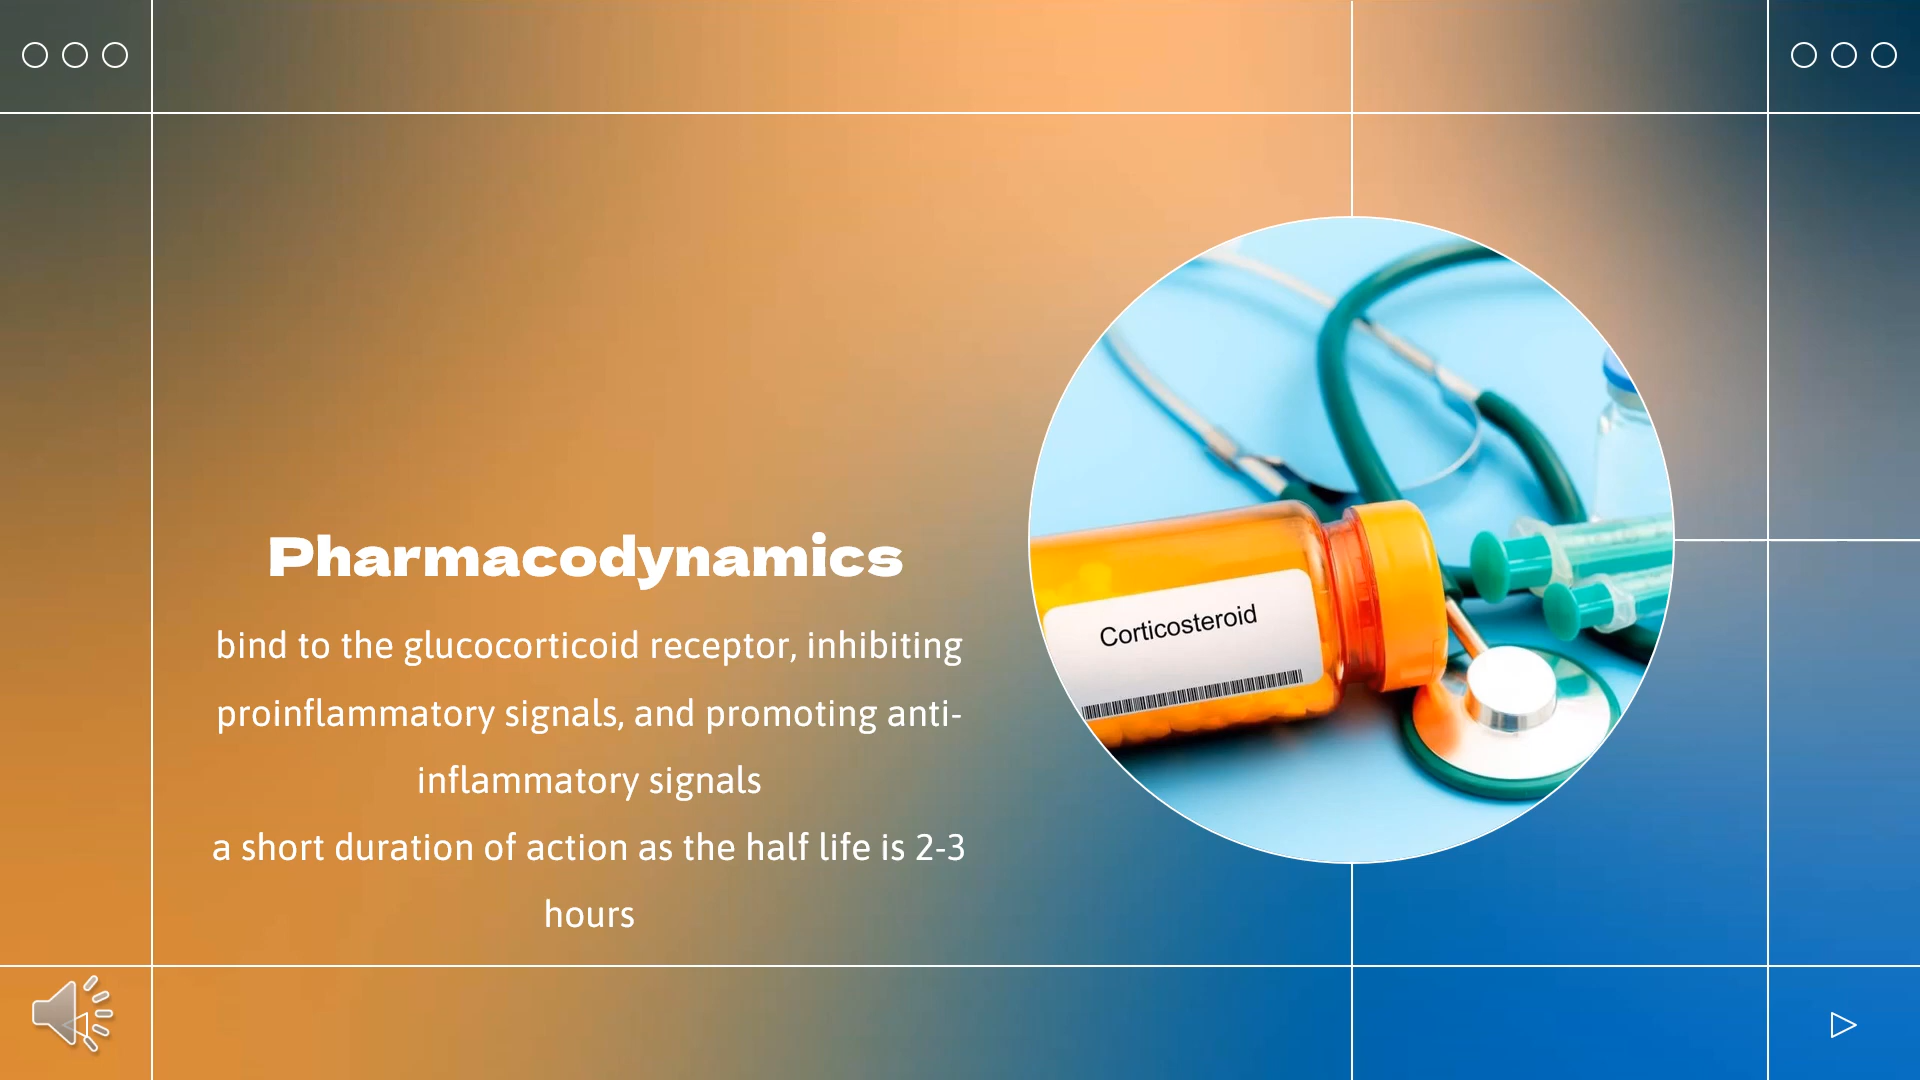 Pharmacodynamics
bind to the glucocorticoid receptor, inhibiting
proinflammatory signals, and promoting anti-
inflammatory signals
a short duration of action as the half life is 2-3
hours
Corticosteroid